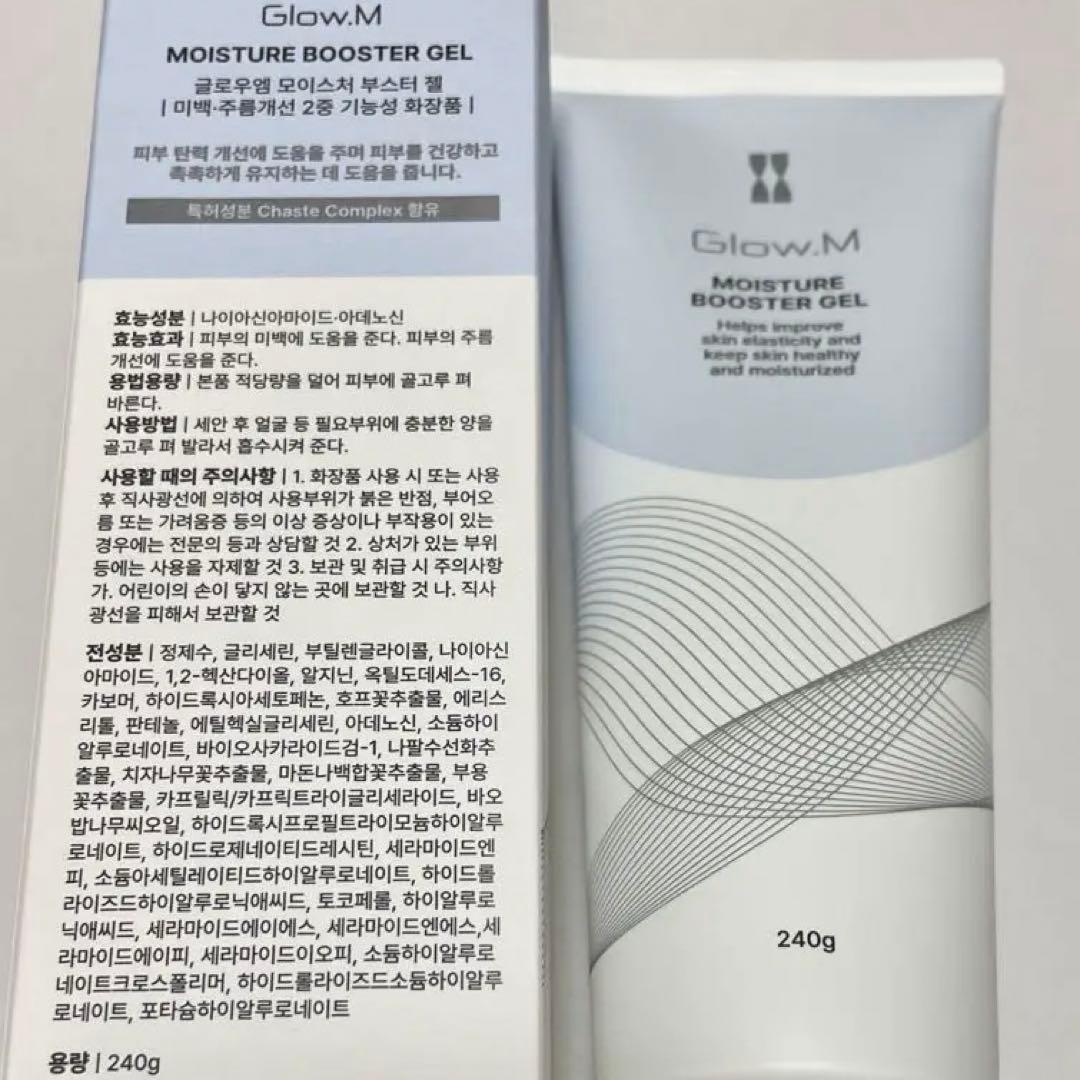 Glow.M
MOISTURE BOOSTER GEL
글로우엠 모이스처 부스터 젤
| 미백·주름개선 2중 기능성 화장품 |
피부 탄력 개선에 도움을 주며 피부를 건강하고
촉촉하게 유지하는 데 도움을 줍니다.
특허성분 Chaste Complex 함유
효능성분 | 나이아신아마이드·아데노신
효능효과 | 피부의 미백에 도움을 준다. 피부의 주름
개선에 도움을 준다.
용법용량 | 본품 적당량을 덜어 피부에 골고루 펴
바른다.
사용방법 | 세안 후 얼굴 등 필요부위에 충분한 양을
골고루 펴 발라서 흡수시켜 준다.
사용할 때의 주의사항 | 1. 화장품 사용 시 또는 사용
후 직사광선에 의하여 사용부위가 붉은 반점, 부어오
름 또는 가려움증 등의 이상 증상이나 부작용이 있는
경우에는 전문의 등과 상담할 것 2. 상처가 있는 부위
등에는 사용을 자제할 것 3. 보관 및 취급 시 주의사항
가. 어린이의 손이 닿지 않는 곳에 보관할 것 나. 직사
광선을 피해서 보관할 것
전성분 | 정제수, 글리세린, 부틸렌글라이콜, 나이아신
아마이드, 1,2-헥산다이올, 알지닌, 옥틸도데세스-16,
카보머, 하이드록시아세토페논, 호프꽃추출물, 에리스
리톨, 판테놀, 에틸헥실글리세린, 아데노신, 소듐하이
알루로네이트, 바이오사카라이드검-1, 나팔수선화추
출물, 치자나무꽃추출물, 마돈나백합꽃추출물, 부용
꽃추출물, 카프릴릭/카프릭트라이글리세라이드, 바오
밥나무씨오일, 하이드록시프로필트라이모늄하이알루
로네이트, 하이드로제네이티드레시틴, 세라마이드엔
피, 소듐아세틸레이티드하이알루로네이트, 하이드롤
라이즈드하이알루로닉애씨드, 토코페롤, 하이알루로
닉애씨드, 세라마이드에이에스, 세라마이드엔에스,세
라마이드에이피, 세라마이드이오피, 소듐하이알루로
네이트크로스폴리머, 하이드롤라이즈드소듐하이알루
로네이트, 포타슘하이알루로네이트
용량 | 240g
Glow.M
MOISTURE
BOOSTER GEL
Helps improve
skin elasticity and
keep skin healthy
and moisturized
240g